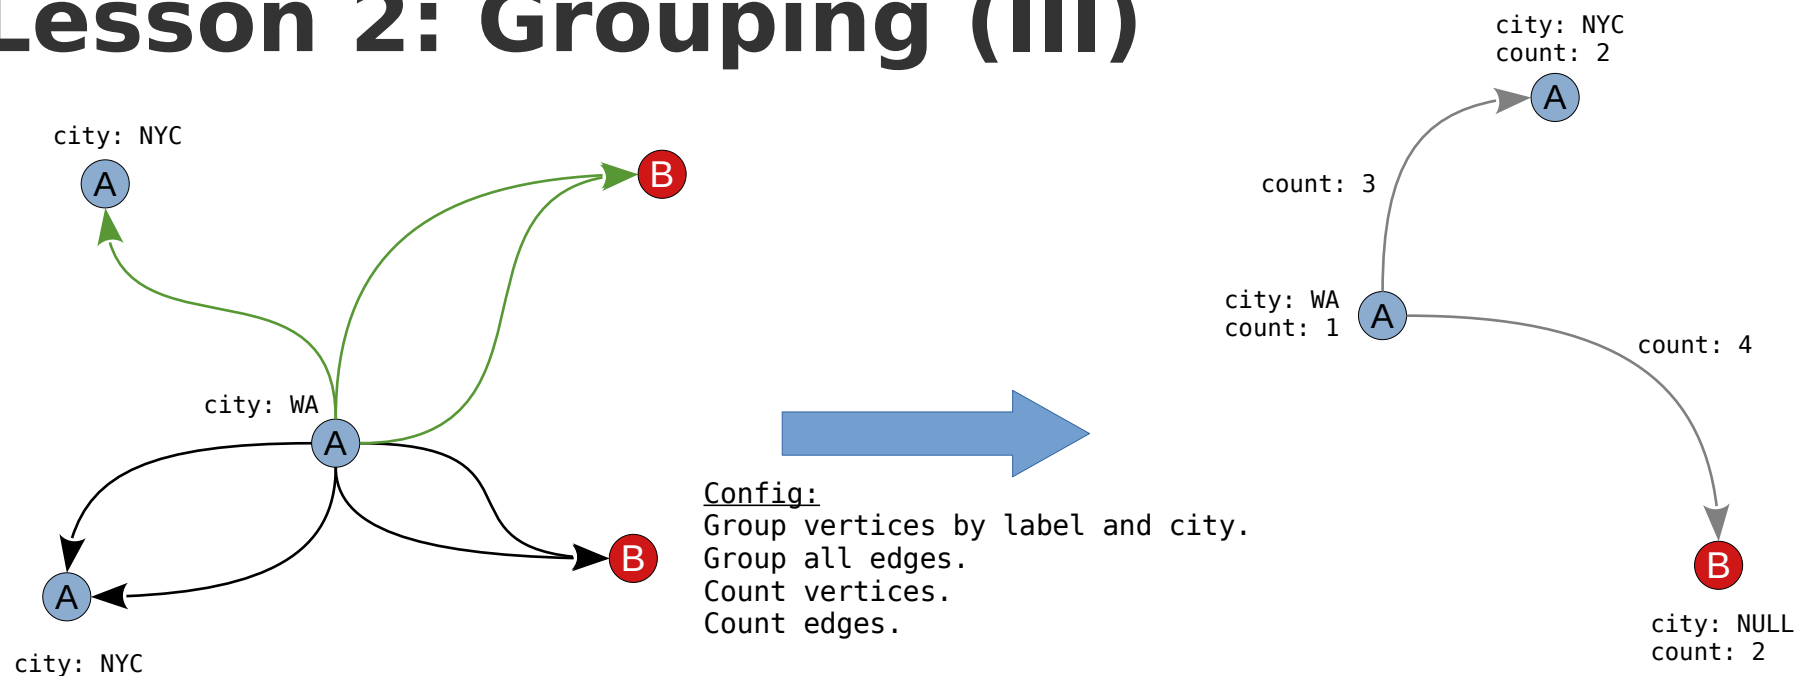 Lesson 2: Grouping (III)
city: NYC
A
B
city: WA
A
A
city: NYC
B
Config:
Group vertices by label and city.
Group all edges.
Count vertices.
Count edges.
city: NYC
count: 2
A
count: 3
city: WA
count: 1
A
count: 4
B
city: NULL
count: 2